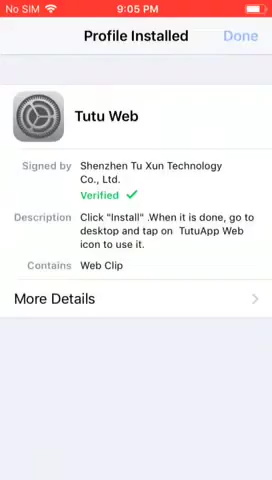 No SIM 9:05 PM
Profile Installed Done
Tutu Web
Signed by Shenzhen Tu Xun Technology
Co., Ltd.
Verified
Description Click "Install" .When it is done, go to
desktop and tap on TutuApp Web
icon to use it.
Contains Web Clip
More Details